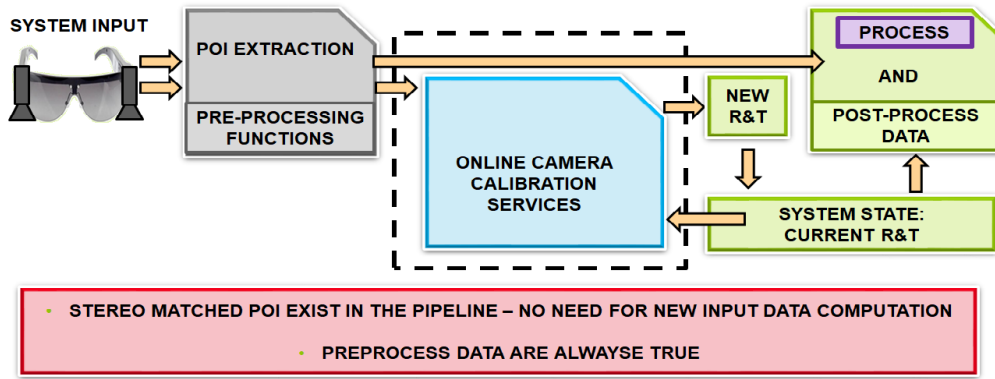 SYSTEM INPUT
POI EXTRACTION
PRE-PROCESSING
FUNCTIONS
ONLINE CAMERA
CALIBRATION
SERVICES
NEW
R&T
PROCESS
AND
POST-PROCESS
DATA
SYSTEM STATE:
CURRENT R&T
• STEREO MATCHED POI EXIST IN THE PIPELINE – NO NEED FOR NEW INPUT DATA COMPUTATION
• PREPROCESS DATA ARE ALWAYSE TRUE